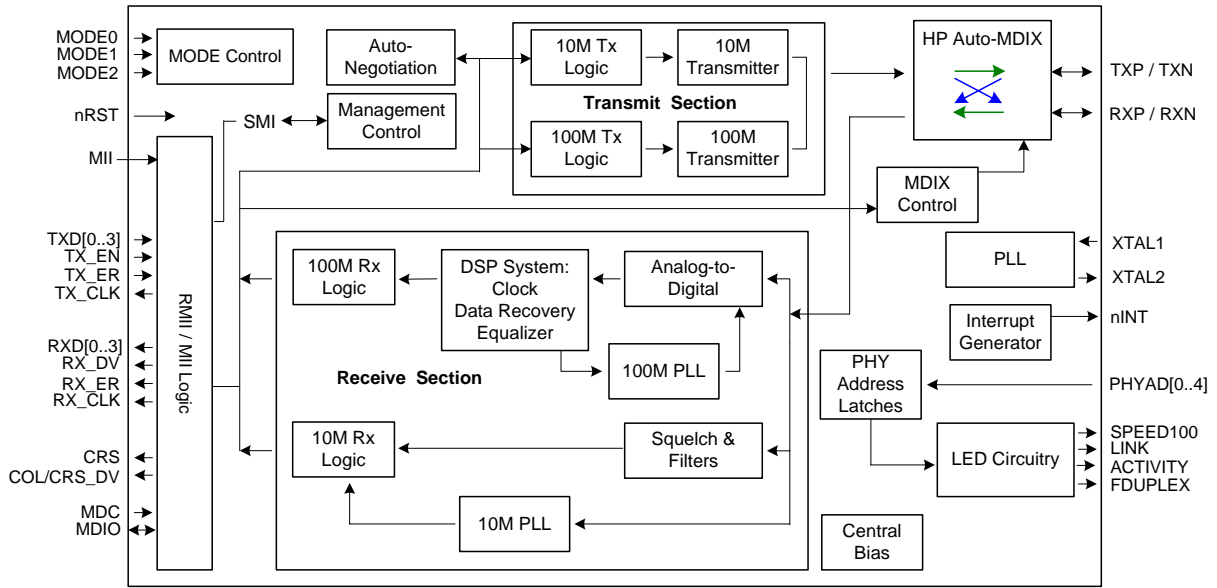 MODE0
MODE1
MODE2
nRST
MII
TXD[0..3]
TX_EN
TX_ER
TX_CLK
RXD[0..3]
RX_DV
RX_ER
RX_CLK
CRS
COL/CRS_DV
MDC
MDIO
MODE Control
RMII / MII Logic
SMI
Auto-
Negotiation
Management
Control
10M Tx
Logic
10M
Transmitter
Transmit Section
100M Tx
Logic
100M
Transmitter
HP Auto-MDIX
MDIX
Control
100M Rx
Logic
DSP System:
Clock
Data Recovery
Equalizer
Analog-to-
Digital
100M PLL
Receive Section
10M Rx
Logic
Squelch &
Filters
10M PLL
PLL
Interrupt
Generator
PHY
Address
Latches
LED Circuitry
Central
Bias
TXP / TXN
RXP / RXN
XTAL1
XTAL2
nINT
PHYAD[0..4]
SPEED100
LINK
ACTIVITY
FDUPLEX